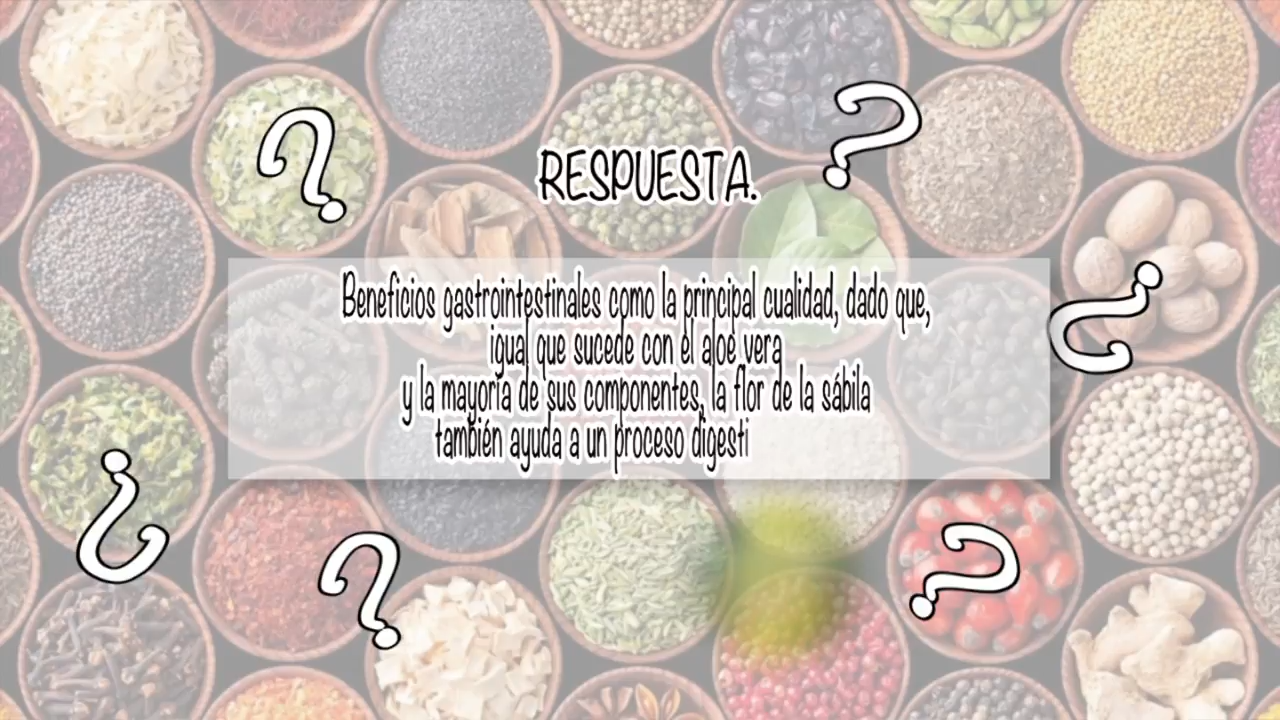 RESPUESTA.
Beneficios gastrointestinales como la principal cualidad, dado que,
igual que sucede con el aloe vera
y la mayoría de sus componentes, la flor de la sábila
también ayuda a un proceso digesti